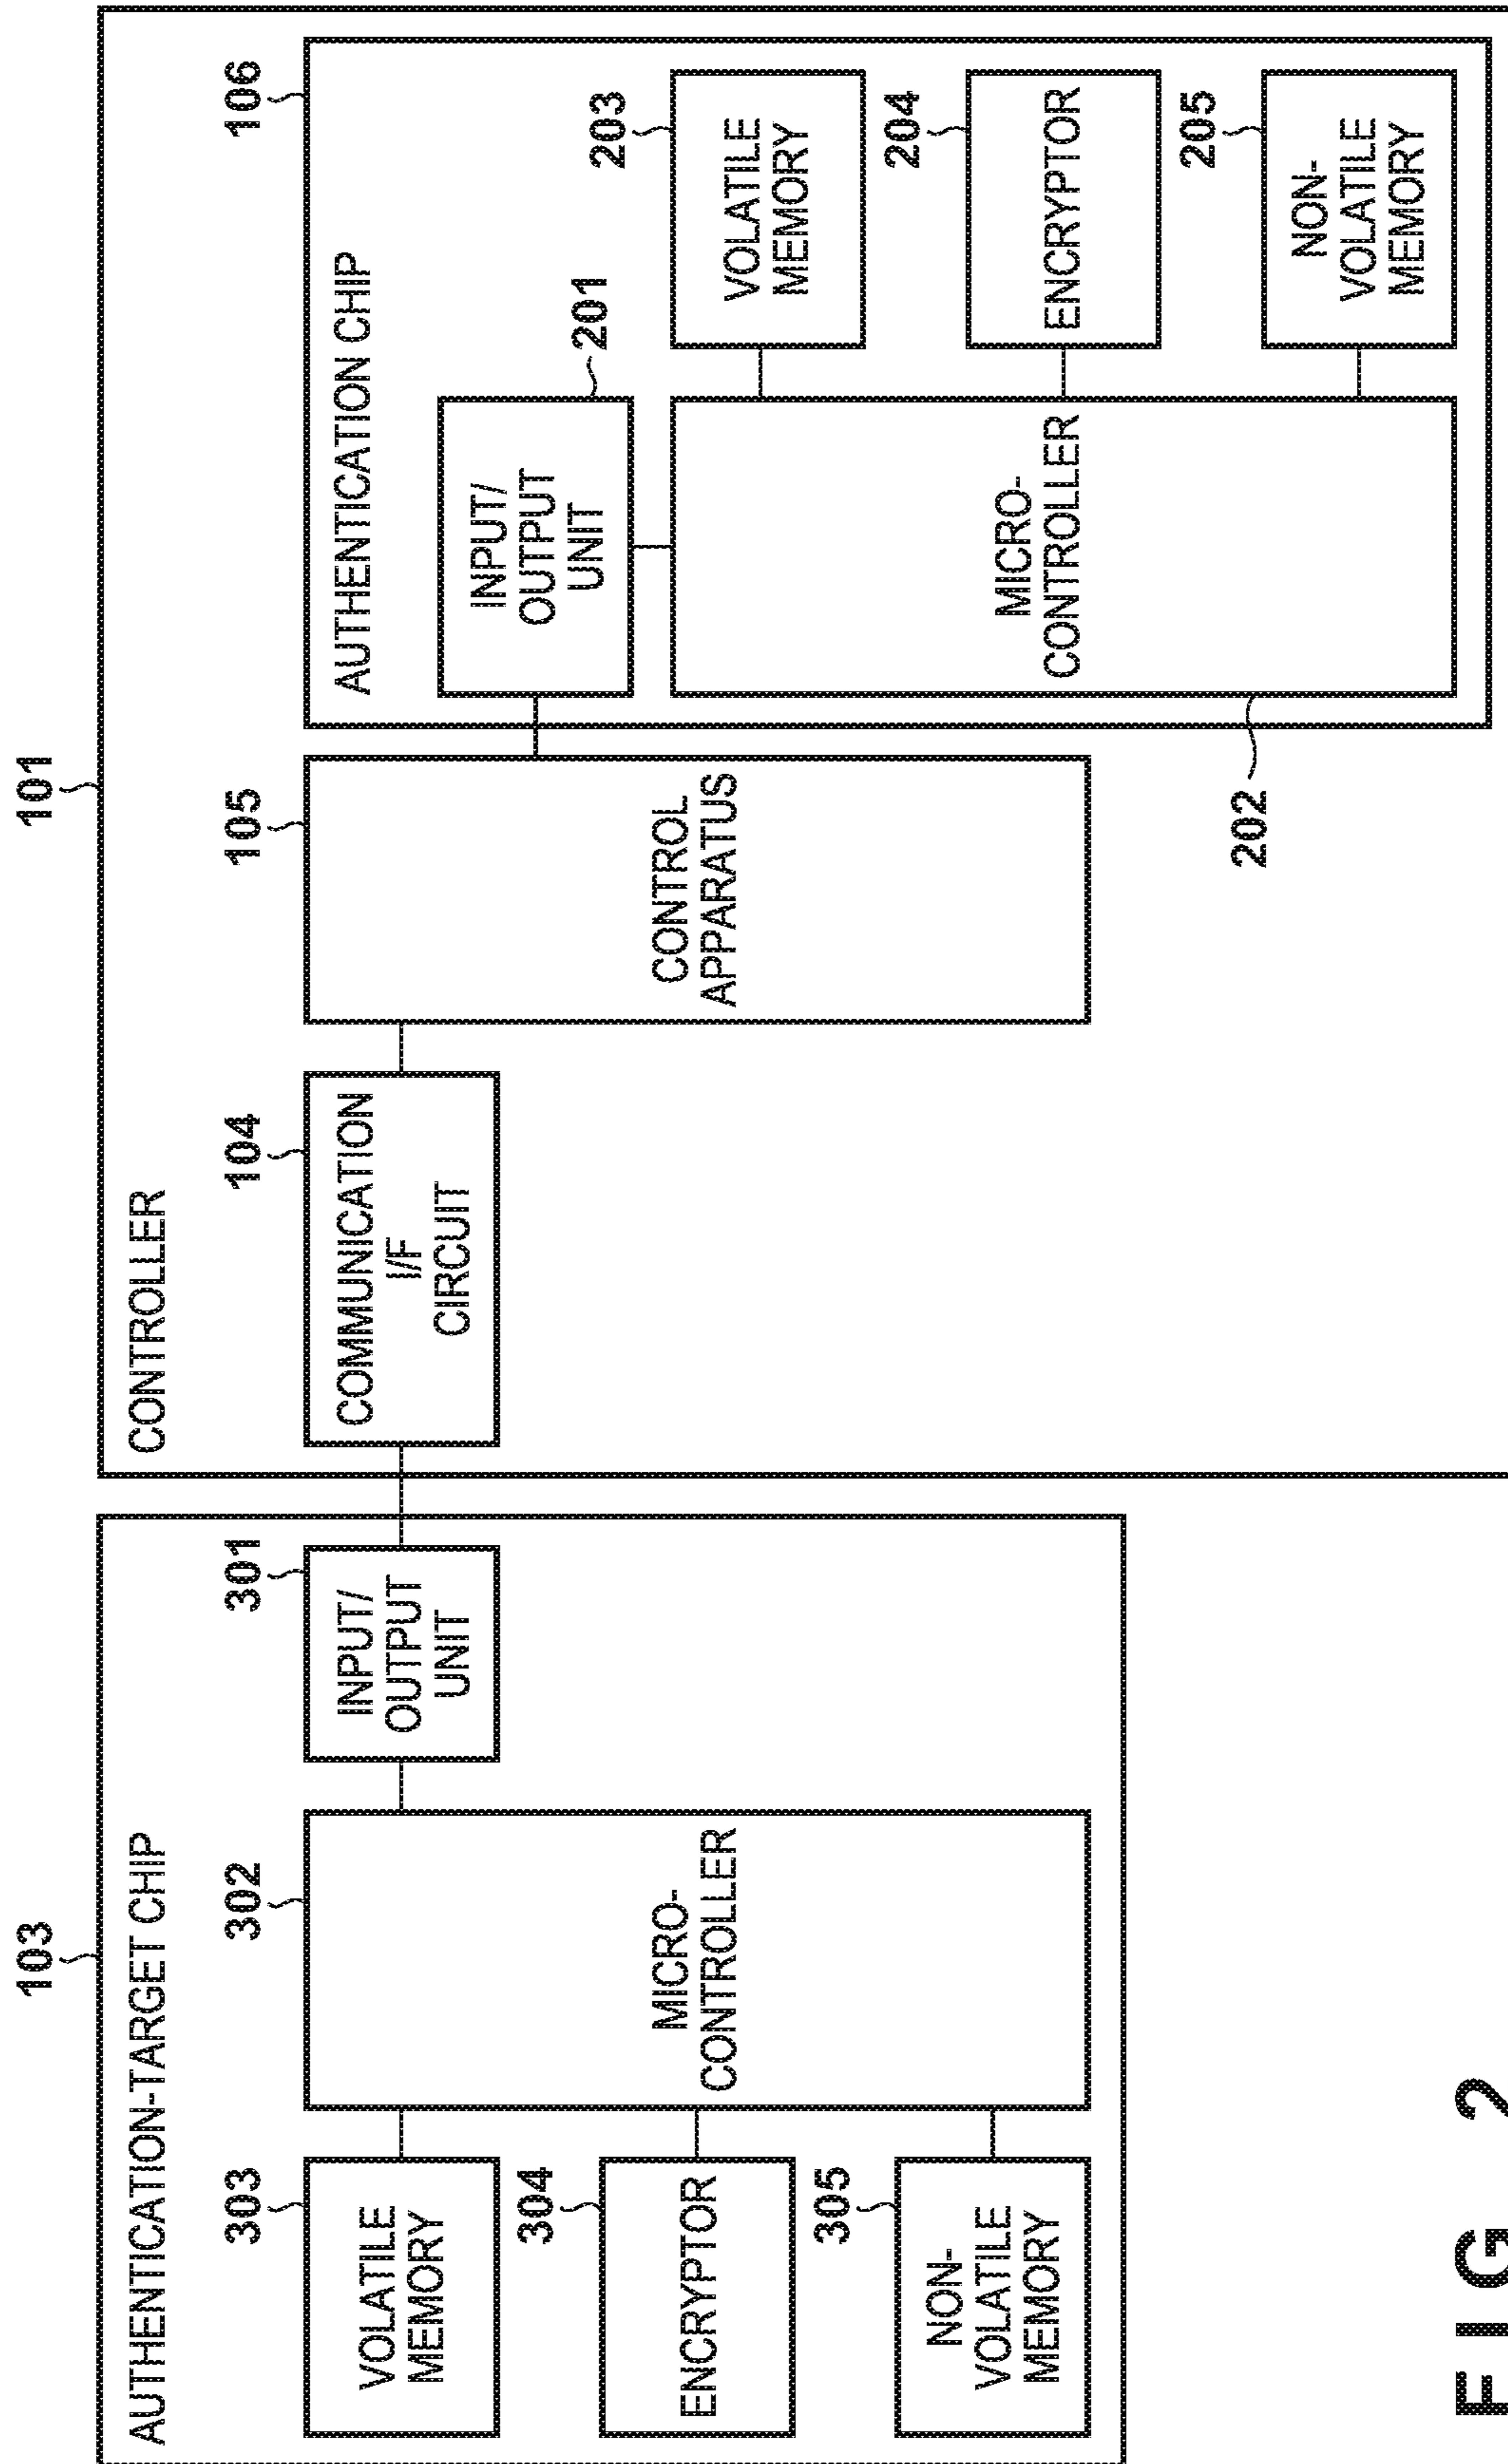 103
AUTHENTICATION-TARGET CHIP
303
VOLATILE
MEMORY
304
ENCRYPTOR
305
NON-
VOLATILE
MEMORY
302
MICRO-
CONTROLLER
301
INPUT/
OUTPUT
UNIT
101
CONTROLLER
104
COMMUNICATION
I/F
CIRCUIT
105
CONTROL
APPARATUS
106
AUTHENTICATION CHIP
201
INPUT/
OUTPUT
UNIT
202
MICRO-
CONTROLLER
203
VOLATILE
MEMORY
204
ENCRYPTOR
205
NON-
VOLATILE
MEMORY
FIG 2